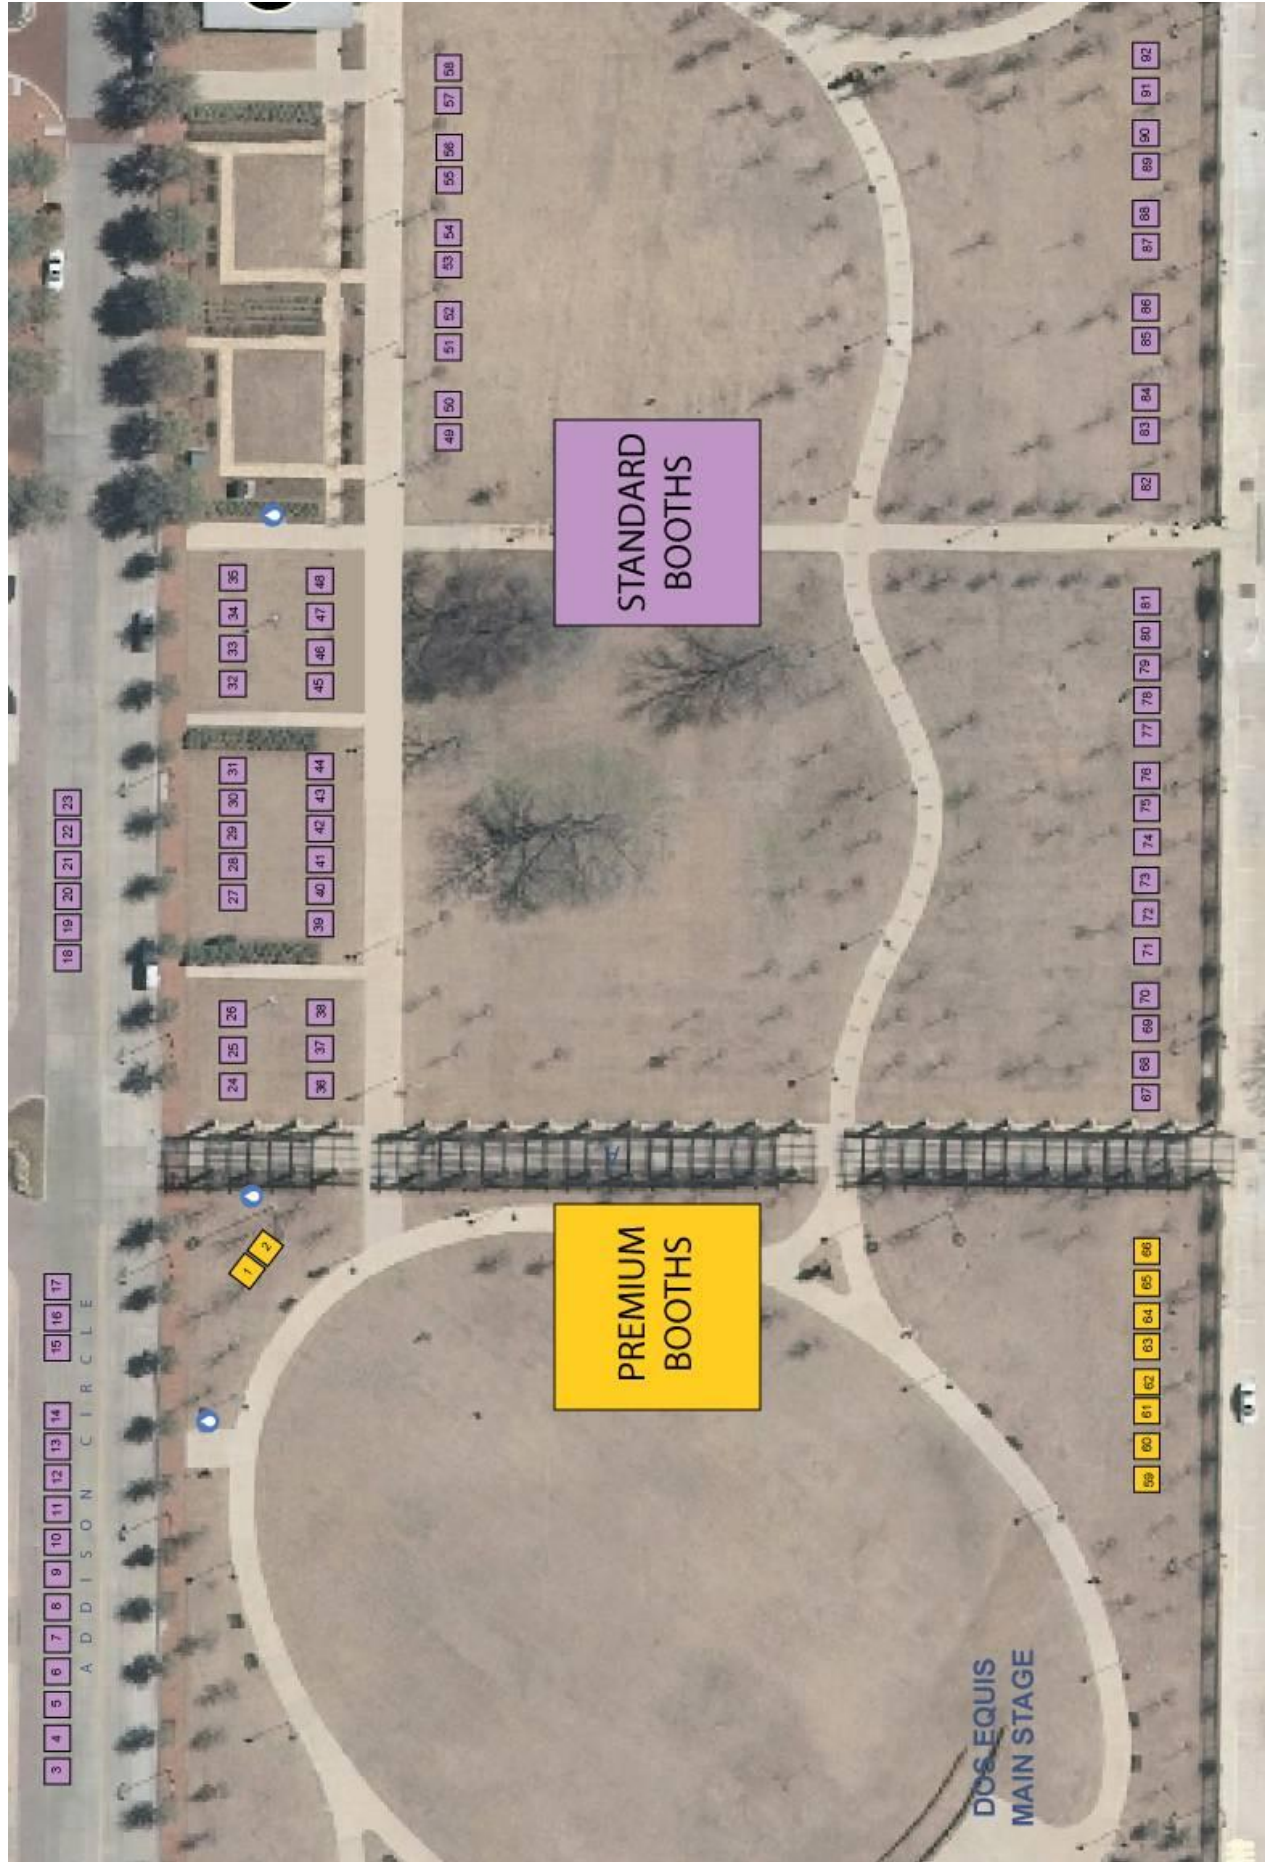 3 4 5 6 7 8 9 10 11 12 13 14 15 16 17
18 19 20 21 22 23
ADDISON CIRCLE
1 2
24 25 26
27 28 29 30 31
32 33 34 35
36 37 38
39 40 41 42 43 44
45 46 47 48
49 50 51 52 53 54 55 56 57 58
STANDARD
BOOTHS
PREMIUM
BOOTHS
A
DOS EQUIS
MAIN STAGE
59 60 61 62 63 64 65 66
67 68 69 70 71 72 73 74 75 76 77 78 79 80 81
82 83 84 85 86 87 88 89 90 91 92